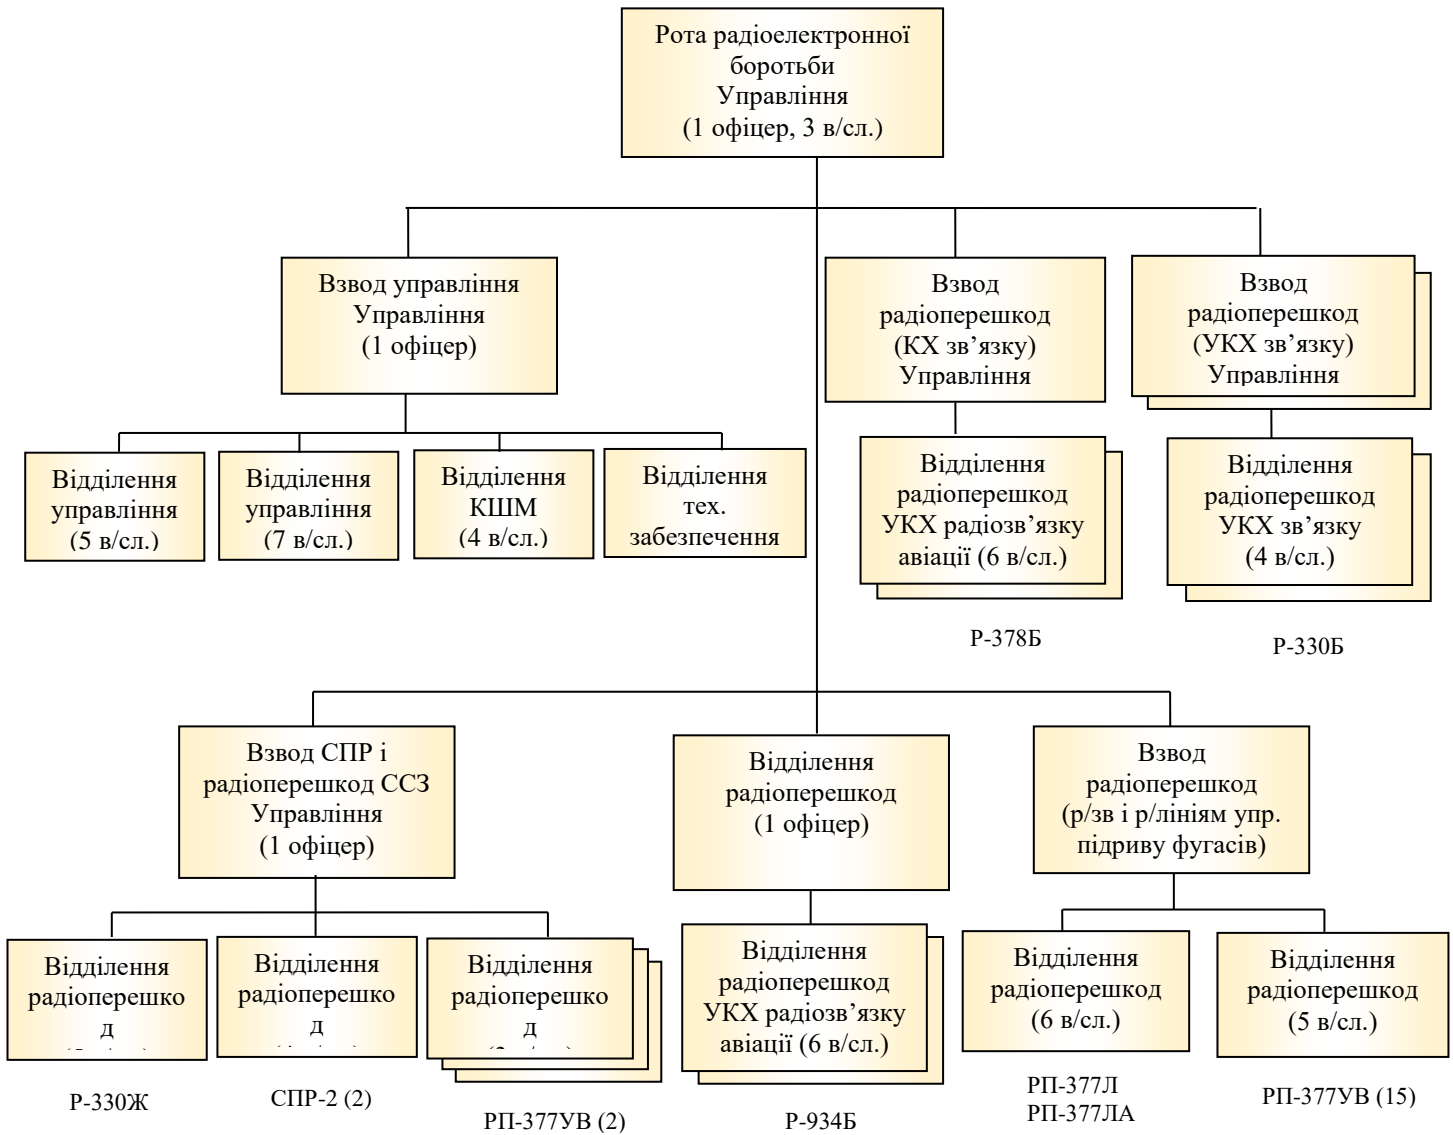 Рота радіоелектронної
боротьби
Управління
(1 офіцер, 3 в/сл.)
Взвод управління
Управління
(1 офіцер)
Взвод
радіоперешкод
(КХ зв’язку)
Управління
Взвод
радіоперешкод
(УКХ зв’язку)
Управління
Відділення
управління
(5 в/сл.)
Відділення
управління
(7 в/сл.)
Відділення
КШМ
(4 в/сл.)
Відділення
тех.
забезпечення
Відділення
радіоперешкод
УКХ радіозв’язку
авіації (6 в/сл.)
Відділення
радіоперешкод
УКХ зв’язку
(4 в/сл.)
Р-378Б
Р-330Б
Взвод СПР і
радіоперешкод ССЗ
Управління
(1 офіцер)
Відділення
радіоперешкод
(1 офіцер)
Взвод
радіоперешкод
(р/зв і р/лініям упр.
підриву фугасів)
Відділення
радіоперешко
д
Відділення
радіоперешко
д
Відділення
радіоперешко
д
Відділення
радіоперешкод
УКХ радіозв’язку
авіації (6 в/сл.)
Відділення
радіоперешкод
(6 в/сл.)
Відділення
радіоперешкод
(5 в/сл.)
Р-330Ж
СПР-2 (2)
РП-377УВ (2)
Р-934Б
РП-377Л
РП-377ЛА
РП-377УВ (15)